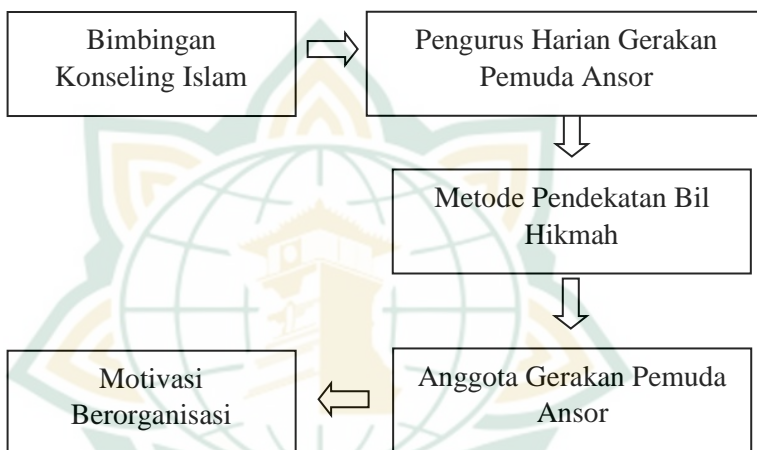 Bimbingan
Konseling Islam
Pengurus Harian Gerakan
Pemuda Ansor
Metode Pendekatan Bil
Hikmah
Anggota Gerakan Pemuda
Ansor
Motivasi
Berorganisasi